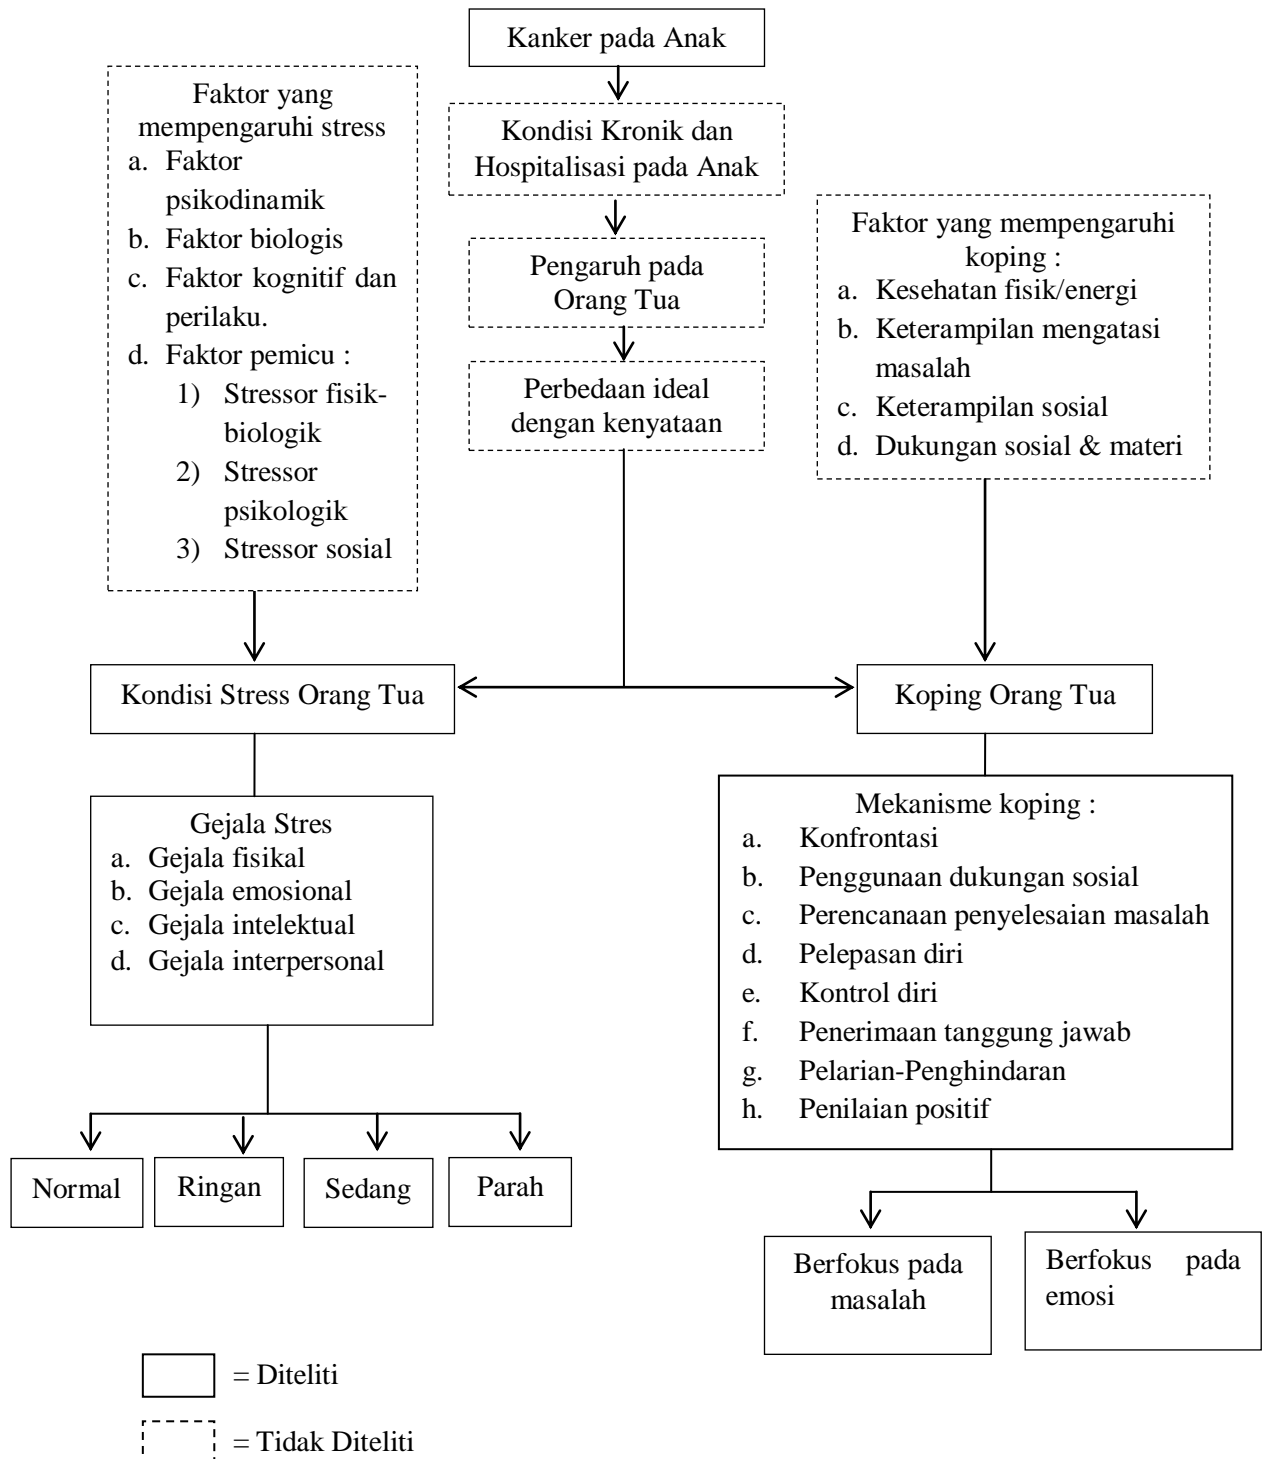 Kanker pada Anak
Faktor yang
mempengaruhi stress
a. Faktor
psikodinamik
b. Faktor biologis
c. Faktor kognitif dan
perilaku.
d. Faktor pemicu :
1) Stressor fisik-
biologik
2) Stressor
psikologik
3) Stressor sosial
Kondisi Kronik dan
Hospitalisasi pada Anak
Pengaruh pada
Orang Tua
Perbedaan ideal
dengan kenyataan
Faktor yang mempengaruhi
koping :
a. Kesehatan fisik/energi
b. Keterampilan mengatasi
masalah
c. Keterampilan sosial
d. Dukungan sosial & materi
Kondisi Stress Orang Tua
Koping Orang Tua
Gejala Stres
a. Gejala fisikal
b. Gejala emosional
c. Gejala intelektual
d. Gejala interpersonal
Mekanisme koping :
a. Konfrontasi
b. Penggunaan dukungan sosial
c. Perencanaan penyelesaian masalah
d. Pelepasan diri
e. Kontrol diri
f. Penerimaan tanggung jawab
g. Pelarian-Penghindaran
h. Penilaian positif
Normal
Ringan
Sedang
Parah
Berfokus pada
masalah
Berfokus pada
emosi
= Diteliti
= Tidak Diteliti